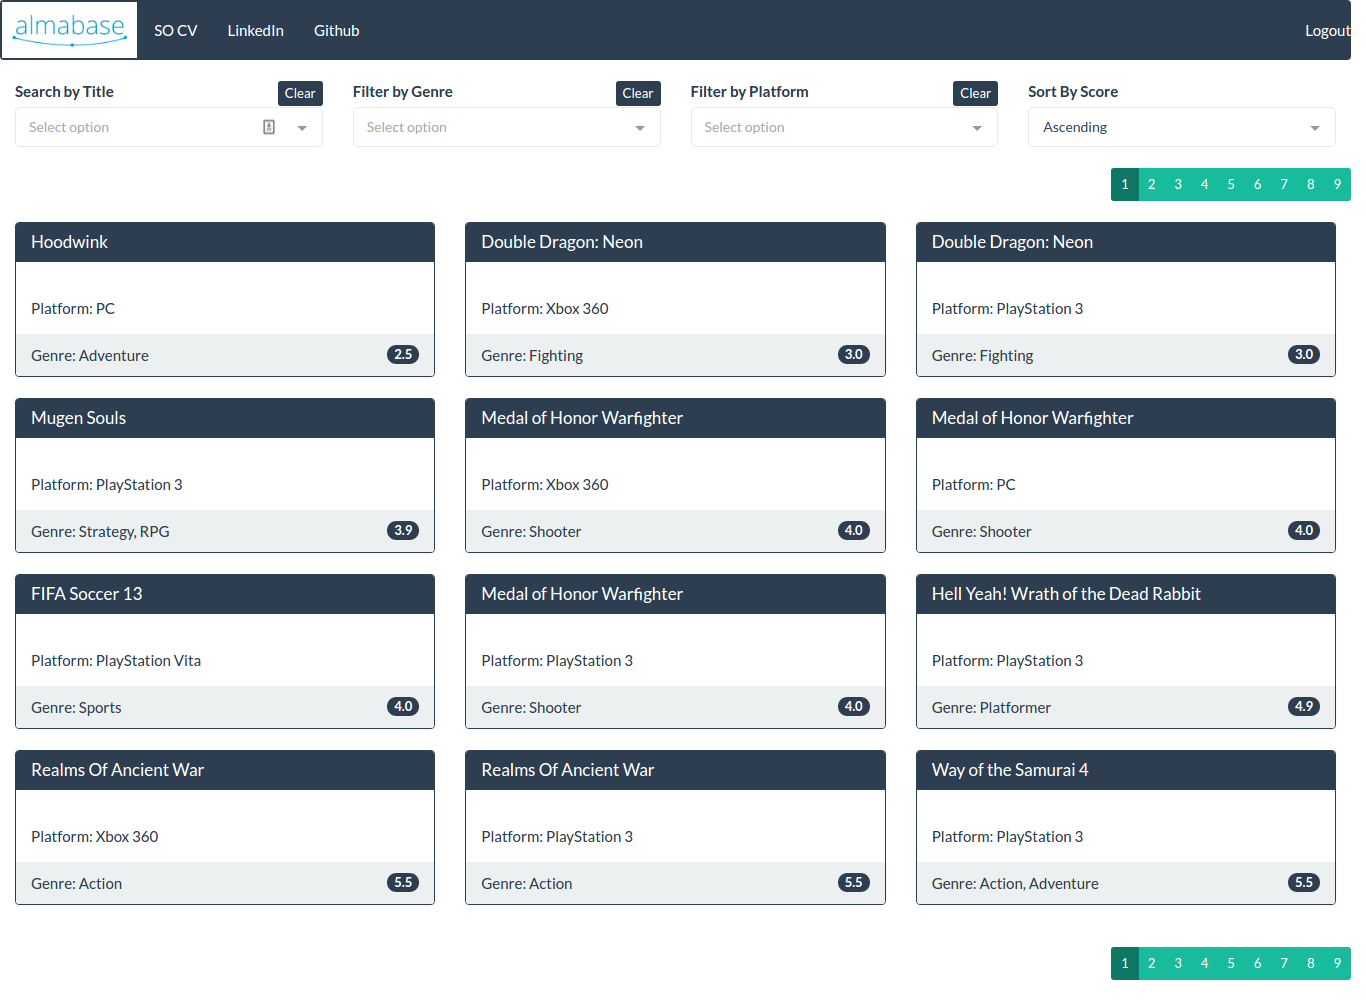 almabase SO CV LinkedIn Github Logout
Search by Title Clear Filter by Genre Clear Filter by Platform Clear Sort By Score
Select option Select option Select option Ascending
1 2 3 4 5 6 7 8 9
Hoodwink Double Dragon: Neon Double Dragon: Neon
Platform: PC Platform: Xbox 360 Platform: PlayStation 3
Genre: Adventure 2.5 Genre: Fighting 3.0 Genre: Fighting 3.0
Mugen Souls Medal of Honor Warfighter Medal of Honor Warfighter
Platform: PlayStation 3 Platform: Xbox 360 Platform: PC
Genre: Strategy, RPG 3.9 Genre: Shooter 4.0 Genre: Shooter 4.0
FIFA Soccer 13 Medal of Honor Warfighter Hell Yeah! Wrath of the Dead Rabbit
Platform: PlayStation Vita Platform: PlayStation 3 Platform: PlayStation 3
Genre: Sports 4.0 Genre: Shooter 4.0 Genre: Platformer 4.9
Realms Of Ancient War Realms Of Ancient War Way of the Samurai 4
Platform: Xbox 360 Platform: PlayStation 3 Platform: PlayStation 3
Genre: Action 5.5 Genre: Action 5.5 Genre: Action, Adventure 5.5
1 2 3 4 5 6 7 8 9